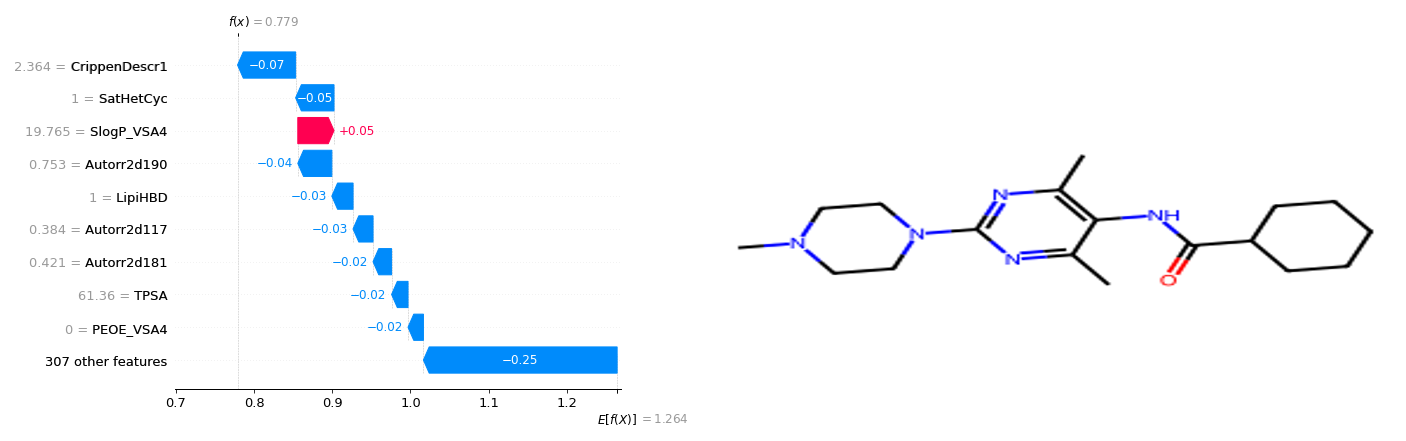 f(x) = 0.779
2.364 = CrippenDescr1
−0.07
1 = SatHetCyc
−0.05
19.765 = SlogP_VSA4
+0.05
0.753 = Autorr2d190
−0.04
1 = LipiHBD
−0.03
0.384 = Autorr2d117
−0.03
0.421 = Autorr2d181
−0.02
61.36 = TPSA
−0.02
0 = PEOE_VSA4
−0.02
307 other features
−0.25
0.7 0.8 0.9 1.0 1.1 1.2
E[f(X)] = 1.264
N
N
N
N
NH
O